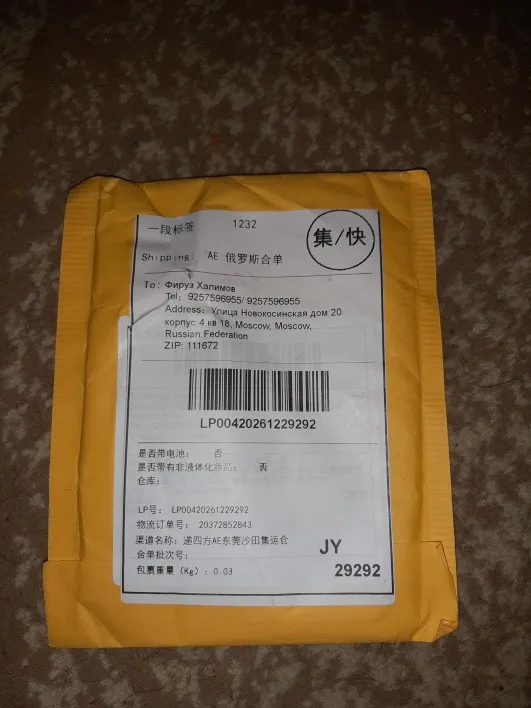 一段标签 1232
集/快
Shipping: AE 俄罗斯合单
To: Фируз Халимов
Tel: 9257596955/ 9257596955
Address: Улица Новокосинская дом 20
корпус 4 кв 18, Moscow, Moscow,
Russian Federation
ZIP: 111672
LP00420261229292
是否带电池: 否
是否带有非液体化妆品: 否
仓库:
LP号: LP00420261229292
物流订单号: 20372852843
渠道名称: 递四方AE东莞沙田集运仓
合单批次号:
JY
包裹重量 (Kg): 0.03
29292